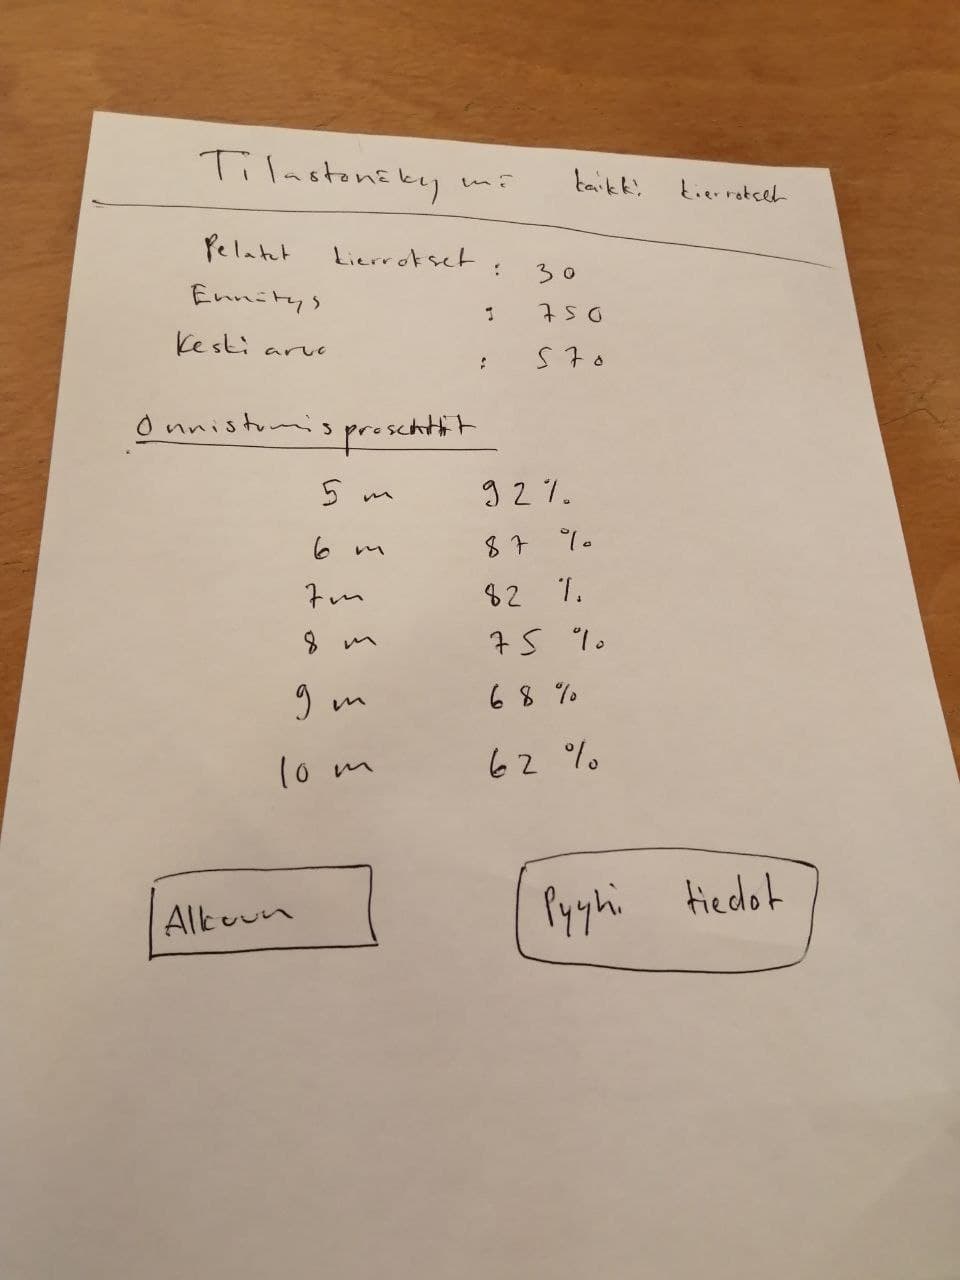 Tilastonäkymä kaikki kierrokset
Pelatut kierrokset : 30
Ennätys : 750
Keskiarvo : 570
Onnistumisprosentit
5 m 92 %
6 m 87 %
7 m 82 %
8 m 75 %
9 m 68 %
10 m 62 %
Alkuun
Pyyhi tiedot